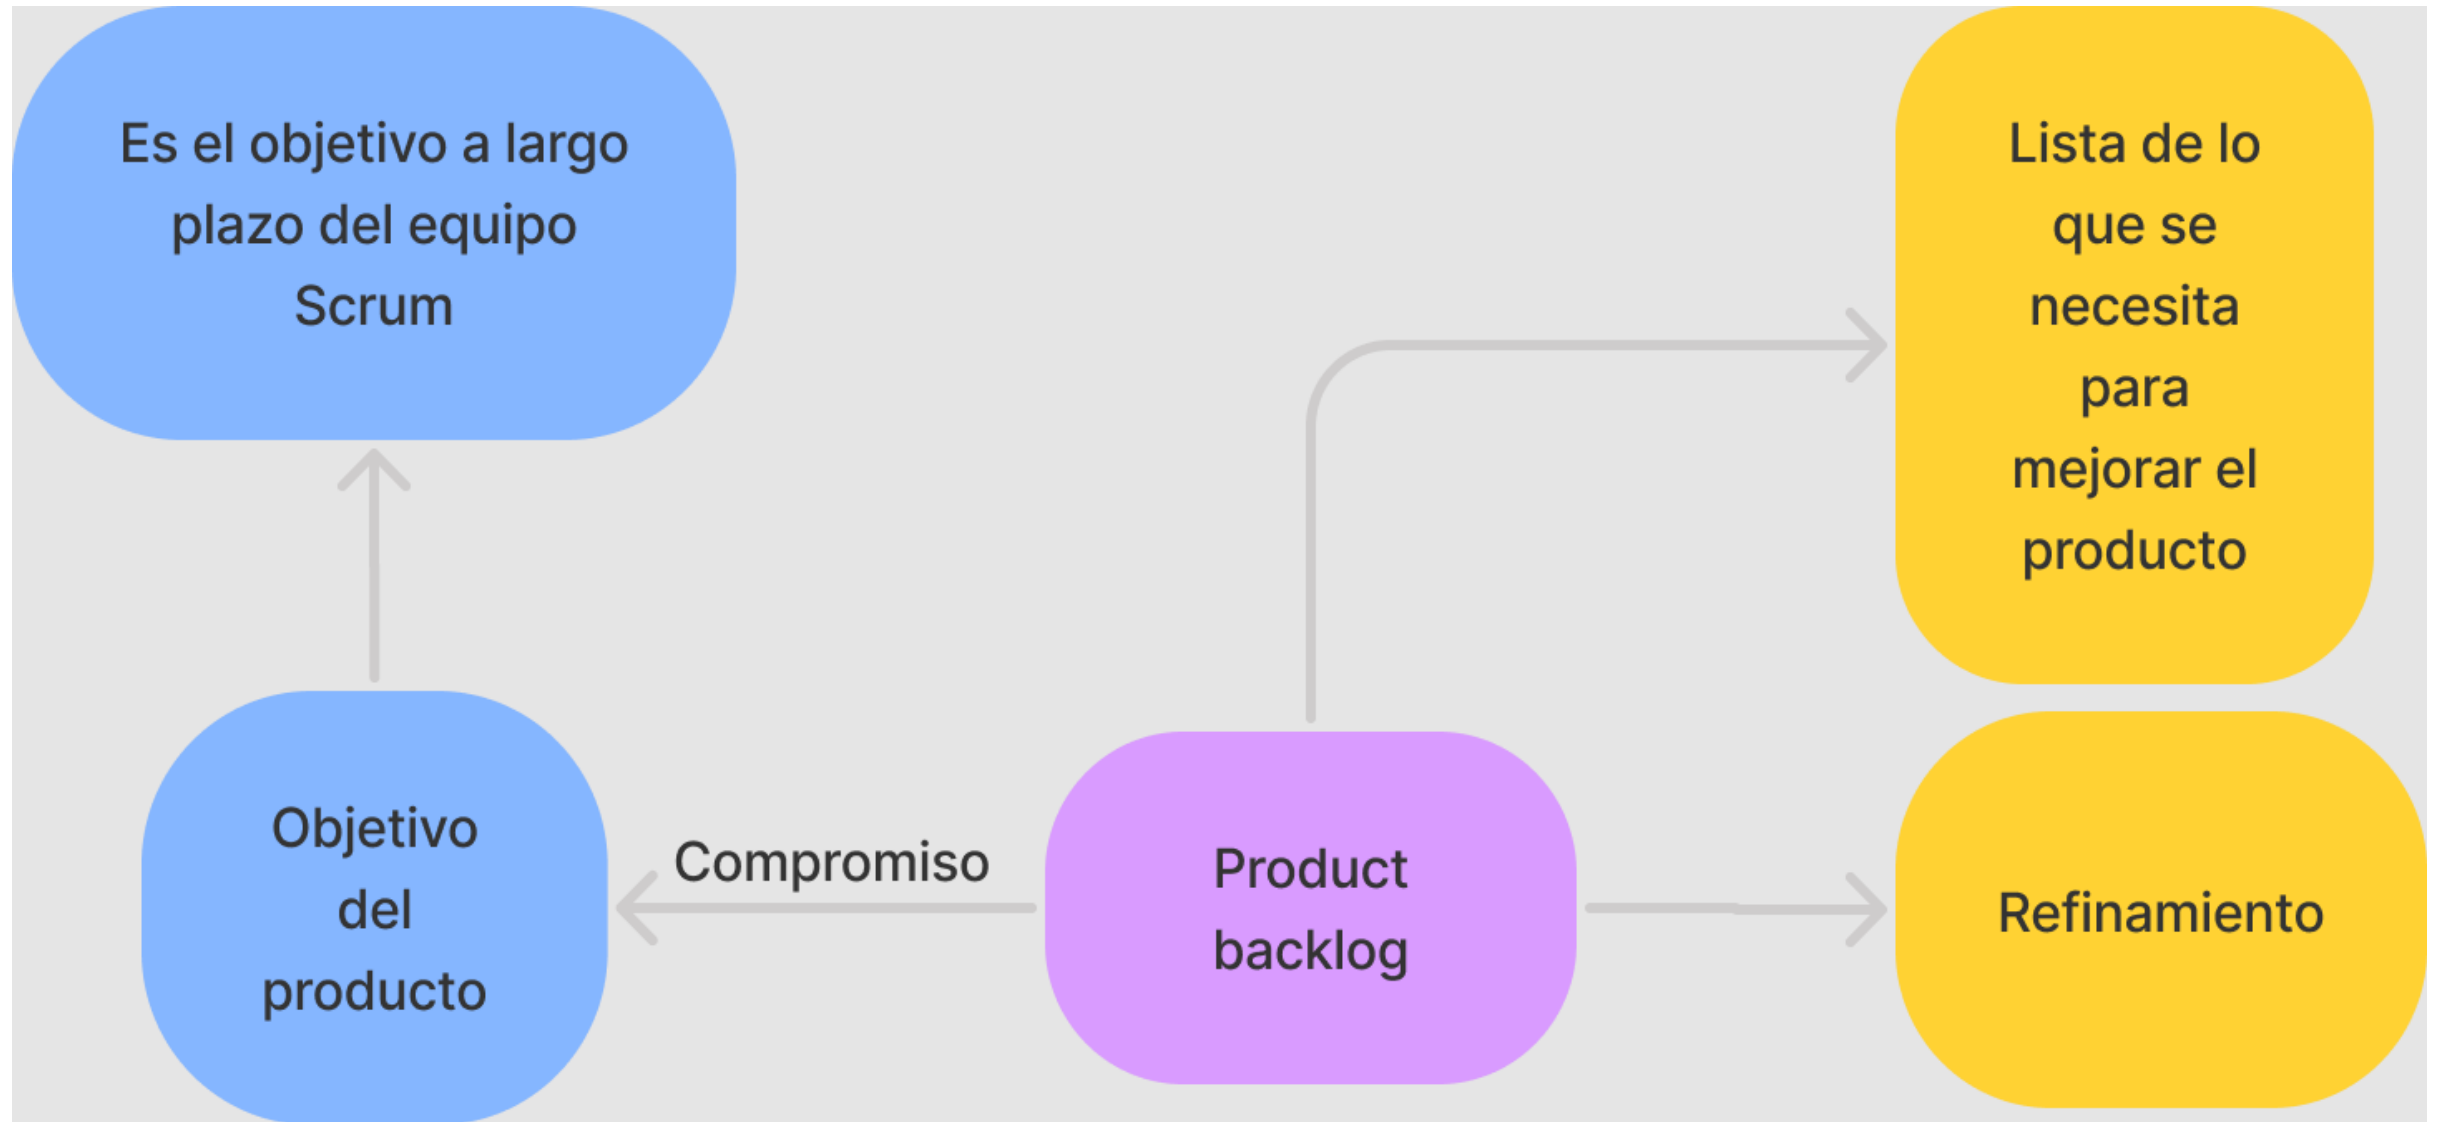 Es el objetivo a largo
plazo del equipo
Scrum
Lista de lo
que se
necesita
para
mejorar el
producto
Objetivo
del
producto
Compromiso
Product
backlog
Refinamiento